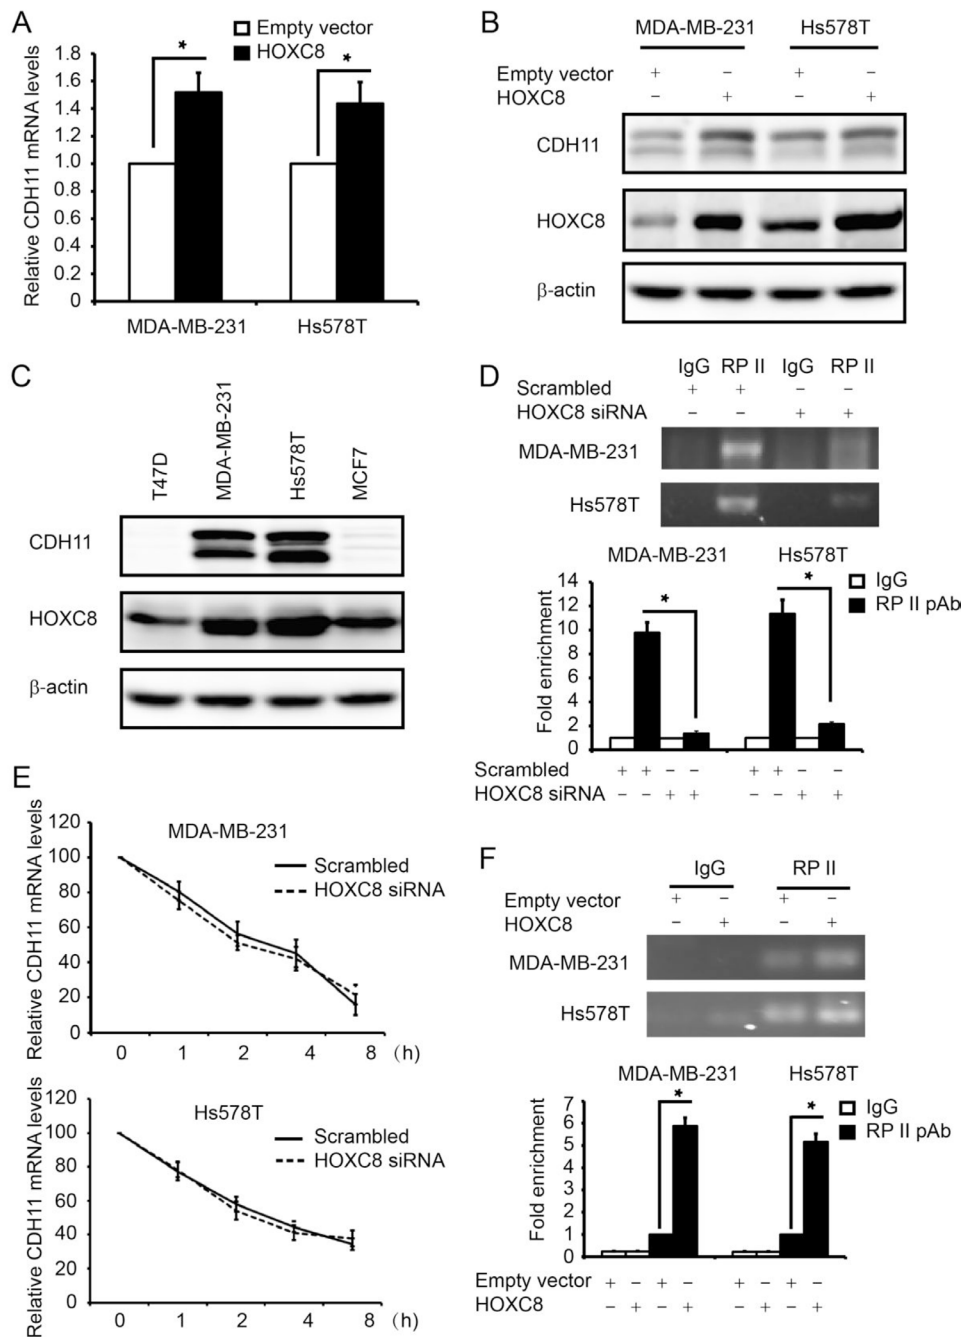 A
Empty vector
HOXC8
Relative CDH11 mRNA levels
1.8
1.6
1.4
1.2
1.0
0.8
0.6
0.4
0.2
0
*
*
MDA-MB-231 Hs578T
B
MDA-MB-231 Hs578T
Empty vector + − + −
HOXC8 − + − +
CDH11
HOXC8
β-actin
C
T47D
MDA-MB-231
Hs578T
MCF7
CDH11
HOXC8
β-actin
D
IgG RP II IgG RP II
Scrambled + + − −
HOXC8 siRNA − − + +
MDA-MB-231
Hs578T
MDA-MB-231 Hs578T
IgG
RP II pAb
Fold enrichment
14
12
10
8
6
4
2
0
*
*
Scrambled + + − − + + − −
HOXC8 siRNA − − + + − − + +
E
Relative CDH11 mRNA levels
120
100
80
60
40
20
0
MDA-MB-231
Scrambled
HOXC8 siRNA
0 1 2 4 8 (h)
Relative CDH11 mRNA levels
120
100
80
60
40
20
0
Hs578T
Scrambled
HOXC8 siRNA
0 1 2 4 8 (h)
F
IgG RP II
Empty vector + − + −
HOXC8 − + − +
MDA-MB-231
Hs578T
MDA-MB-231 Hs578T
IgG
RP II pAb
Fold enrichment
7
6
5
4
3
2
1
0
*
*
Empty vector + − + − + − + −
HOXC8 − + − + − + − +